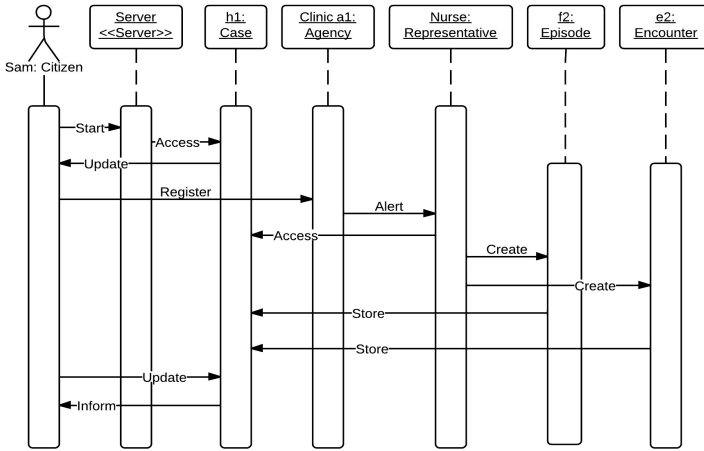 Server
<<Server>>
h1:
Case
Clinic a1:
Agency
Nurse:
Representative
f2:
Episode
e2:
Encounter
Sam: Citizen
Start
Access
Update
Register
Alert
Access
Create
Create
Store
Store
Update
Inform